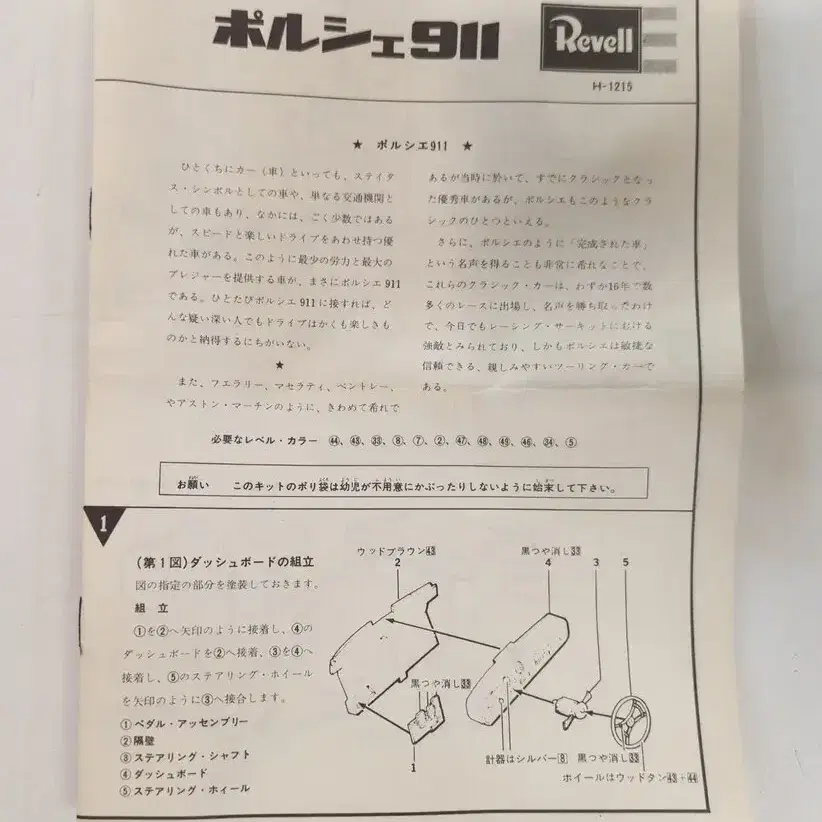 ポルシェ911
Revell
H-1215
★ ポルシエ911 ★
ひとくちにカー（車）といっても、ステイタ
ス・シンボルとしての車や、単なる交通機関と
しての車もあり、なかには、ごく少数ではある
が、スピードと楽しいドライブをあわせ持つ優
れた車がある。このように最少の労力と最大の
プレジャーを提供する車が、まさにポルシエ911
である。ひとたびポルシエ911に接すれば、ど
んな疑い深い人でもドライブはかくも楽しきも
のかと納得するにちがいない。
★
また、フエラリー、マセラティ、ベントレー、
やアストン・マーチンのように、きわめて希れで
あるが当時に於いて、すでにクラシックとなっ
た優秀車があるが、ポルシエもこのようなクラ
シックのひとつといえる。
さらに、ポルシエのように「完成された車」
という名声を得ることも非常に希れなことで、
これらのクラシック・カーは、わずか16年で数
多くのレースに出場し、名声を勝ち取ったわけ
で、今日でもレーシング・サーキットにおける
強敵とみられており、しかもポルシエは敏捷な
信頼できる、親しみやすいツーリング・カーで
ある。
必要なレベル・カラー ㊹、㊸、㉝、⑧、⑦、②、㊼、㊽、㊾、㊻、㉞、⑤
お願い このキットのポリ袋は幼児が不用意にかぶったりしないように始末して下さい。
1
（第1図）ダッシュボードの組立
図の指定の部分を塗装しておきます。
組 立
①を②へ矢印のように接着し、④の
ダッシュボードを②へ接着、③を④へ
接着し、⑤のステアリング・ホイール
を矢印のように③へ接合します。
①ペダル・アッセンブリー
②隔壁
③ステアリング・シャフト
④ダッシュボード
⑤ステアリング・ホイール
ウッドブラウン43
2
黒つや消し33
4
3
5
黒つや消し33
1
計器はシルバー8
黒つや消し33
ホイールはウッドタン43+44